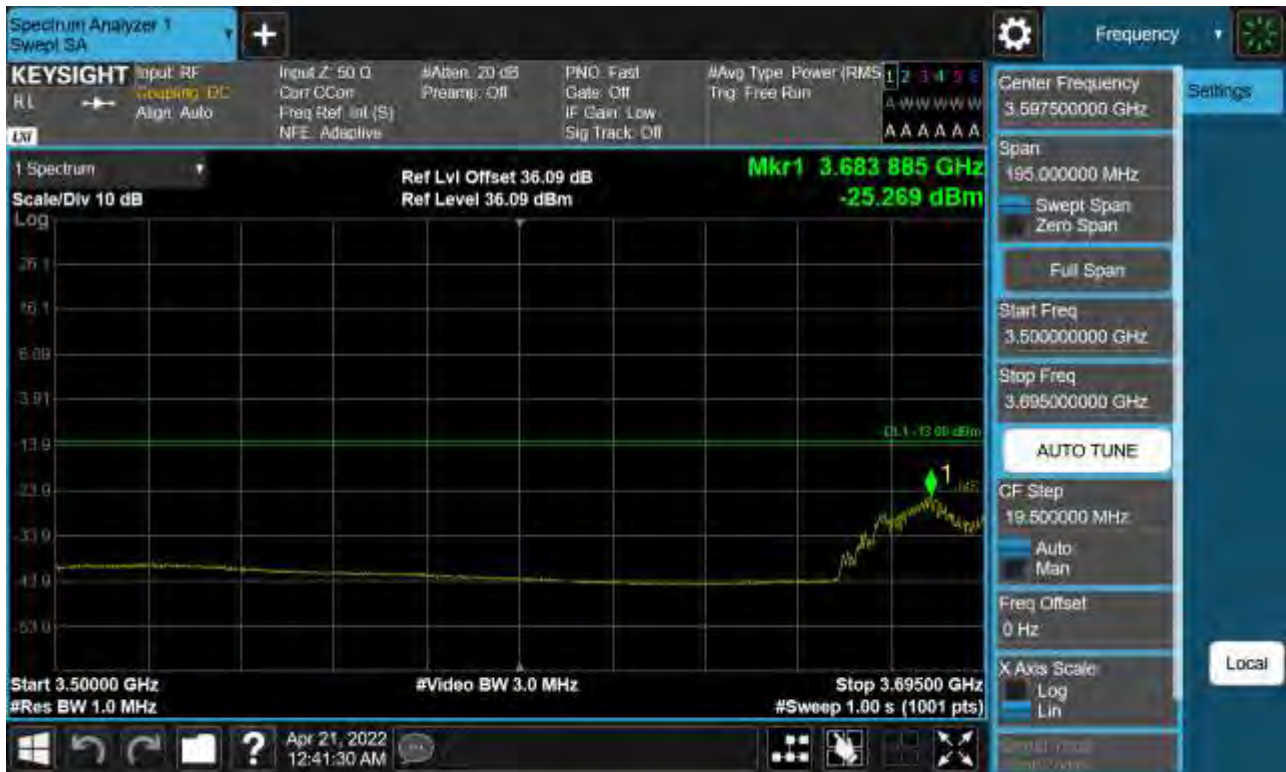 Spectrum Analyzer 1
Swept SA
Frequency
KEYSIGHT
Input: RF
Coupling: DC
Align: Auto
RL
LXI
Input Z: 50 Ω
Corr CCorr
Freq Ref: Int (S)
NFE: Adaptive
#Atten: 20 dB
Preamp: Off
PNO: Fast
Gate: Off
IF Gain: Low
Sig Track: Off
#Avg Type: Power (RMS
Trig: Free Run
1 2 3 4 5 6
A W W W W W
A A A A A A
Center Frequency
3.597500000 GHz
Settings
Span
195.000000 MHz
Swept Span
Zero Span
Full Span
Start Freq
3.500000000 GHz
Stop Freq
3.695000000 GHz
AUTO TUNE
CF Step
19.500000 MHz
Auto
Man
Freq Offset
0 Hz
X Axis Scale
Log
Lin
Local
1 Spectrum
Scale/Div 10 dB
Log
Ref Lvl Offset 36.09 dB
Ref Level 36.09 dBm
Mkr1 3.683 885 GHz
-25.269 dBm
26.1
16.1
6.09
-3.91
-13.9
-23.9
-33.9
-43.9
-53.9
DL1 -13.00 dBm
1
Start 3.50000 GHz
#Res BW 1.0 MHz
#Video BW 3.0 MHz
Stop 3.69500 GHz
#Sweep 1.00 s (1001 pts)
?
Apr 21, 2022
12:41:30 AM